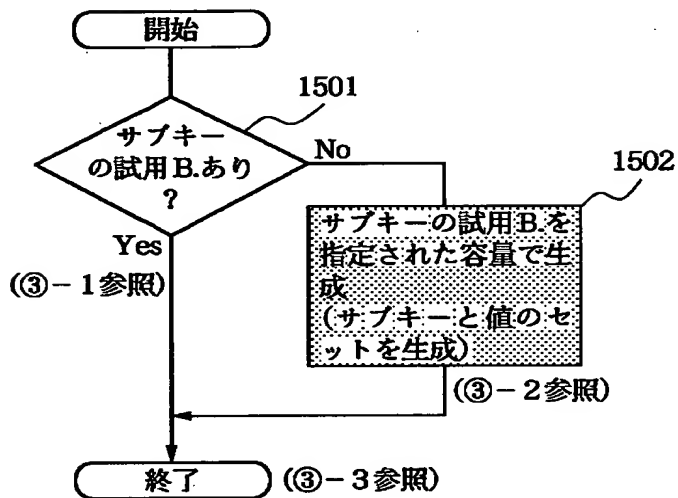 開始
1501
サブキー
の試用B.あり
?
No
1502
サブキーの試用B.を
指定された容量で生
成
(サブキーと値のセ
ットを生成)
Yes
((③-1参照)
((③-2参照)
終了
((③-3参照)